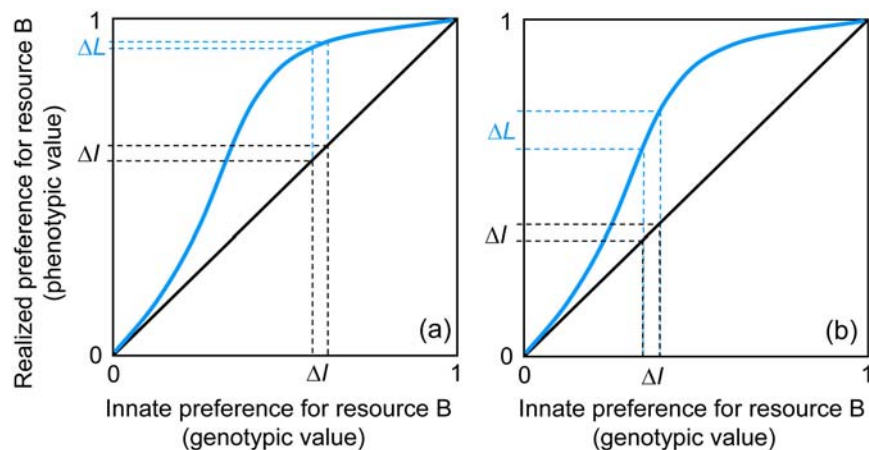 1
ΔL
ΔI
0
0
ΔI
1
(a)
Realized preference for resource B
(phenotypic value)
Innate preference for resource B
(genotypic value)
1
ΔL
ΔI
0
0
ΔI
1
(b)
Innate preference for resource B
(genotypic value)